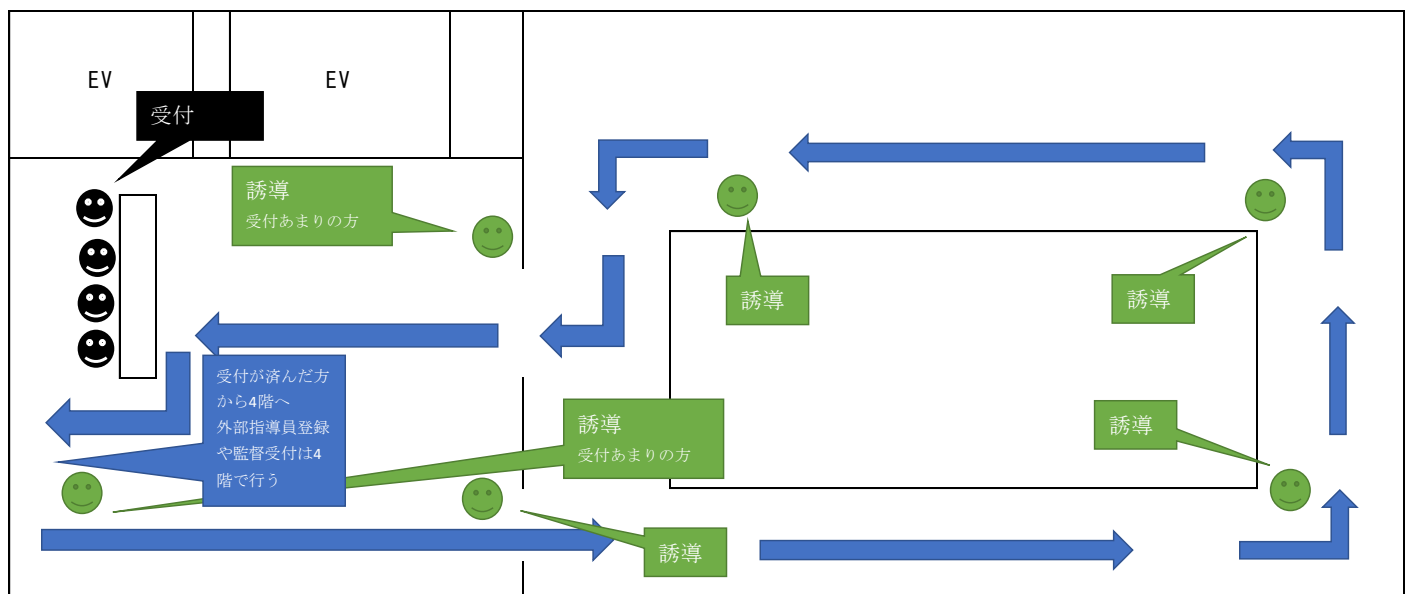 EV
EV
受付
誘導
受付あまりの方
誘導
誘導
受付が済んだ方
から4階へ
外部指導員登録
や監督受付は4
階で行う
誘導
受付あまりの方
誘導
誘導